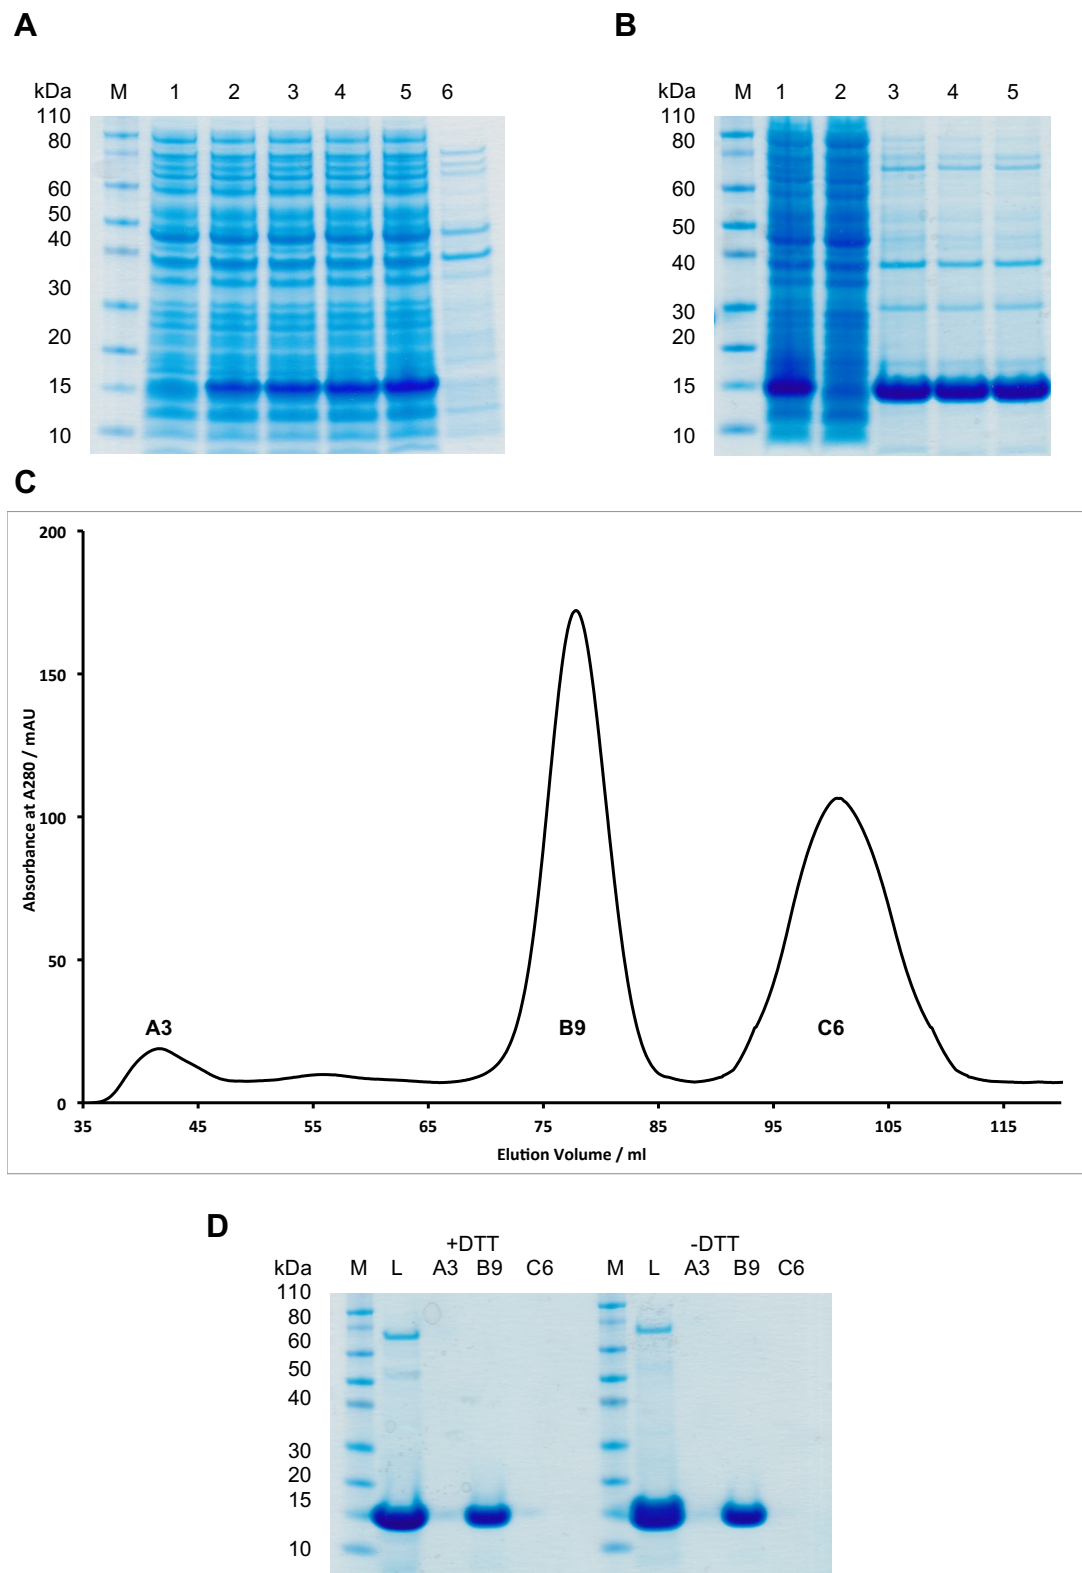 A
kDa M 1 2 3 4 5 6
110
80
60
50
40
30
20
15
10
B
kDa M 1 2 3 4 5
110
80
60
50
40
30
20
15
10
C
200
150
100
50
0
Absorbance at A280 / mAU
A3
B9
C6
35 45 55 65 75 85 95 105 115
Elution Volume / ml
D
+DTT -DTT
kDa M L A3 B9 C6 M L A3 B9 C6
110
80
60
50
40
30
20
15
10